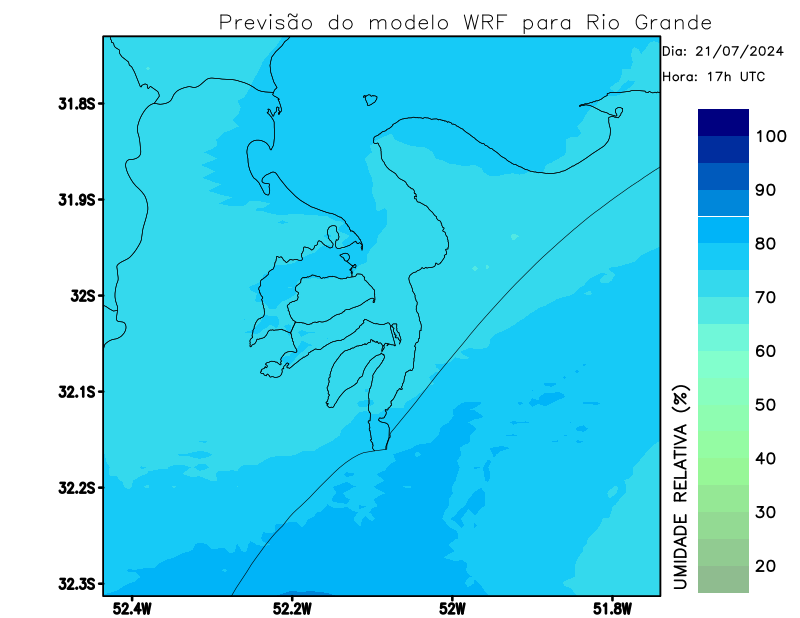 Previsão do modelo WRF para Rio Grande
Dia: 21/07/2024
Hora: 17h UTC
31.8S
31.9S
32S
32.1S
32.2S
32.3S
52.4W
52.2W
52W
51.8W
100
90
80
70
60
50
40
30
20
UMIDADE RELATIVA (%)